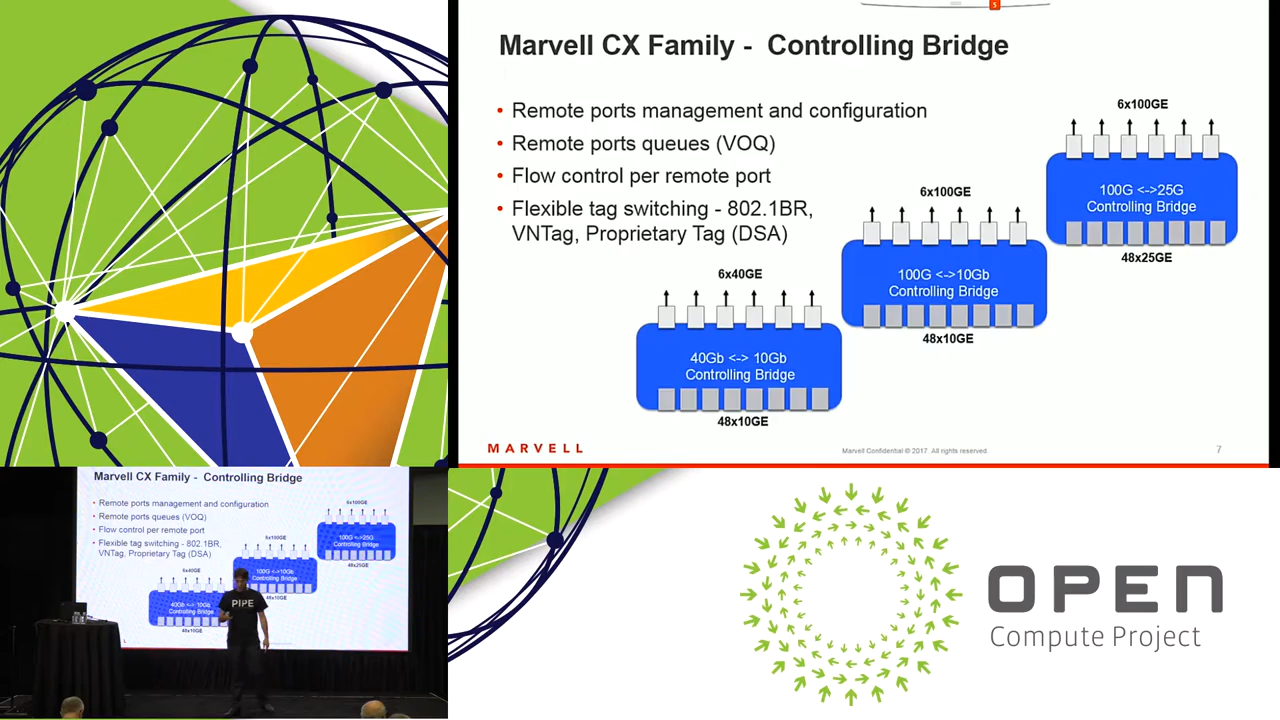 5
Marvell CX Family - Controlling Bridge
• Remote ports management and configuration
• Remote ports queues (VOQ)
• Flow control per remote port
• Flexible tag switching - 802.1BR,
VNTag, Proprietary Tag (DSA)
6x100GE
100G <->25G
Controlling Bridge
48x25GE
6x100GE
100G <->10Gb
Controlling Bridge
48x10GE
6x40GE
40Gb <-> 10Gb
Controlling Bridge
48x10GE
MARVELL
Marvell Confidential © 2017. All rights reserved.
7
Marvell CX Family - Controlling Bridge
• Remote ports management and configuration
• Remote ports queues (VOQ)
• Flow control per remote port
• Flexible tag switching - 802.1BR,
VNTag, Proprietary Tag (DSA)
6x100GE
100G <->25G
Controlling Bridge
48x25GE
6x100GE
100G <->10Gb
Controlling Bridge
48x10GE
6x40GE
40Gb <-> 10Gb
48x10GE
PIPE
OPEN
Compute Project